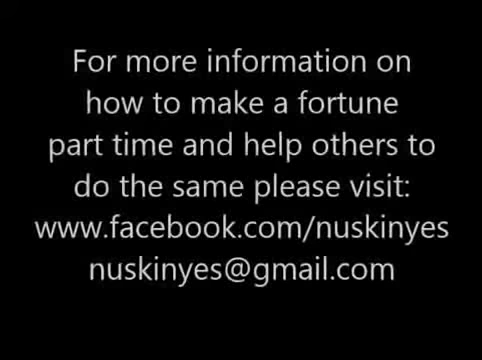 For more information on
how to make a fortune
part time and help others to
do the same please visit:
www.facebook.com/nuskinyes
nuskinyes@gmail.com